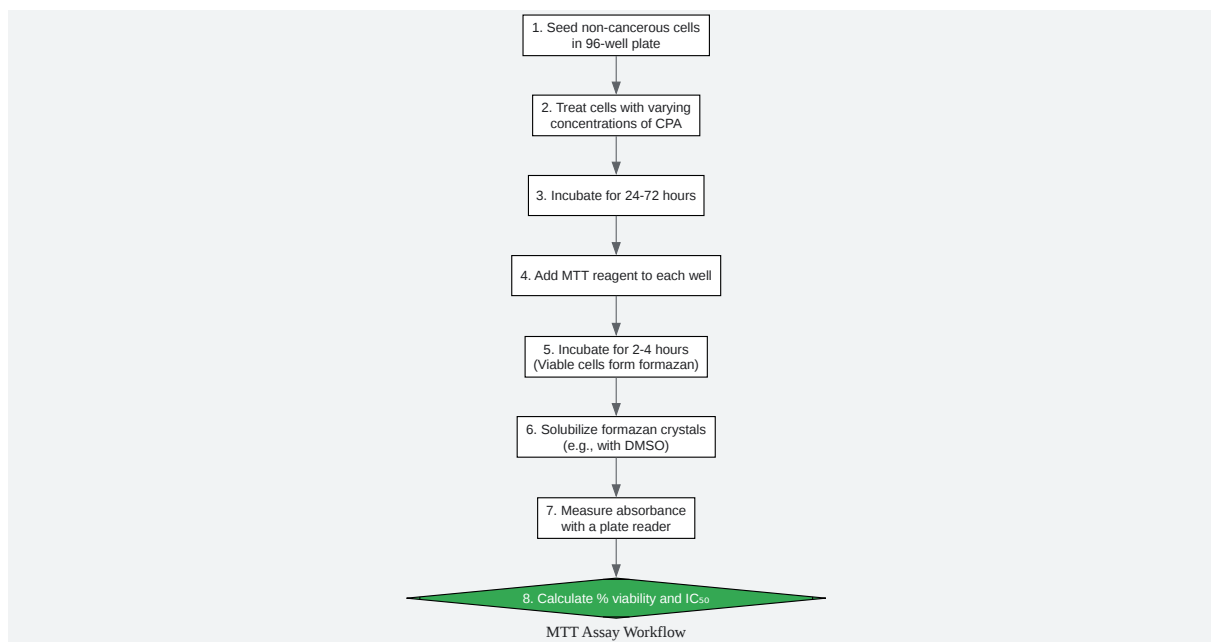 1. Seed non-cancerous cells
in 96-well plate
2. Treat cells with varying
concentrations of CPA
3. Incubate for 24-72 hours
4. Add MTT reagent to each well
5. Incubate for 2-4 hours
(Viable cells form formazan)
6. Solubilize formazan crystals
(e.g., with DMSO)
7. Measure absorbance
with a plate reader
8. Calculate % viability and IC₅₀
MTT Assay Workflow